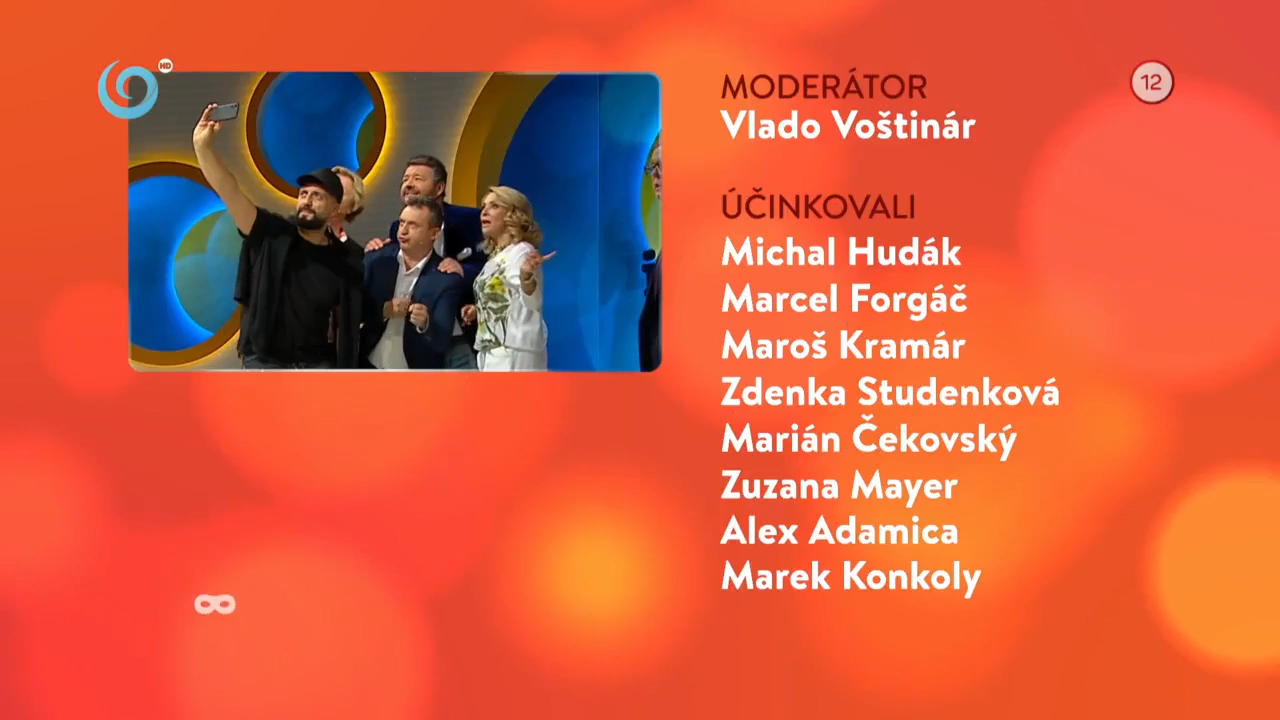 HD
MODERÁTOR
12
Vlado Voštinár
ÚČINKOVALI
Michal Hudák
Marcel Forgáč
Maroš Kramár
Zdenka Studenková
Marián Čekovský
Zuzana Mayer
Alex Adamica
Marek Konkoly